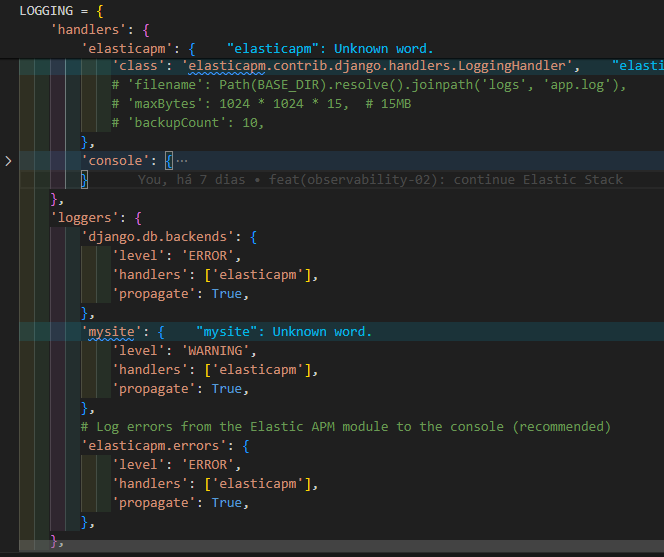 LOGGING = {
'handlers': {
'elasticapm': { "elasticapm": Unknown word.
'class': 'elasticapm.contrib.django.handlers.LoggingHandler', "elasti
# 'filename': Path(BASE_DIR).resolve().joinpath('logs', 'app.log'),
# 'maxBytes': 1024 * 1024 * 15, # 15MB
# 'backupCount': 10,
},
'console': { ...
} You, há 7 dias • feat(observability-02): continue Elastic Stack
},
'loggers': {
'django.db.backends': {
'level': 'ERROR',
'handlers': ['elasticapm'],
'propagate': True,
},
'mysite': { "mysite": Unknown word.
'level': 'WARNING',
'handlers': ['elasticapm'],
'propagate': True,
},
# Log errors from the Elastic APM module to the console (recommended)
'elasticapm.errors': {
'level': 'ERROR',
'handlers': ['elasticapm'],
'propagate': True,
},
},